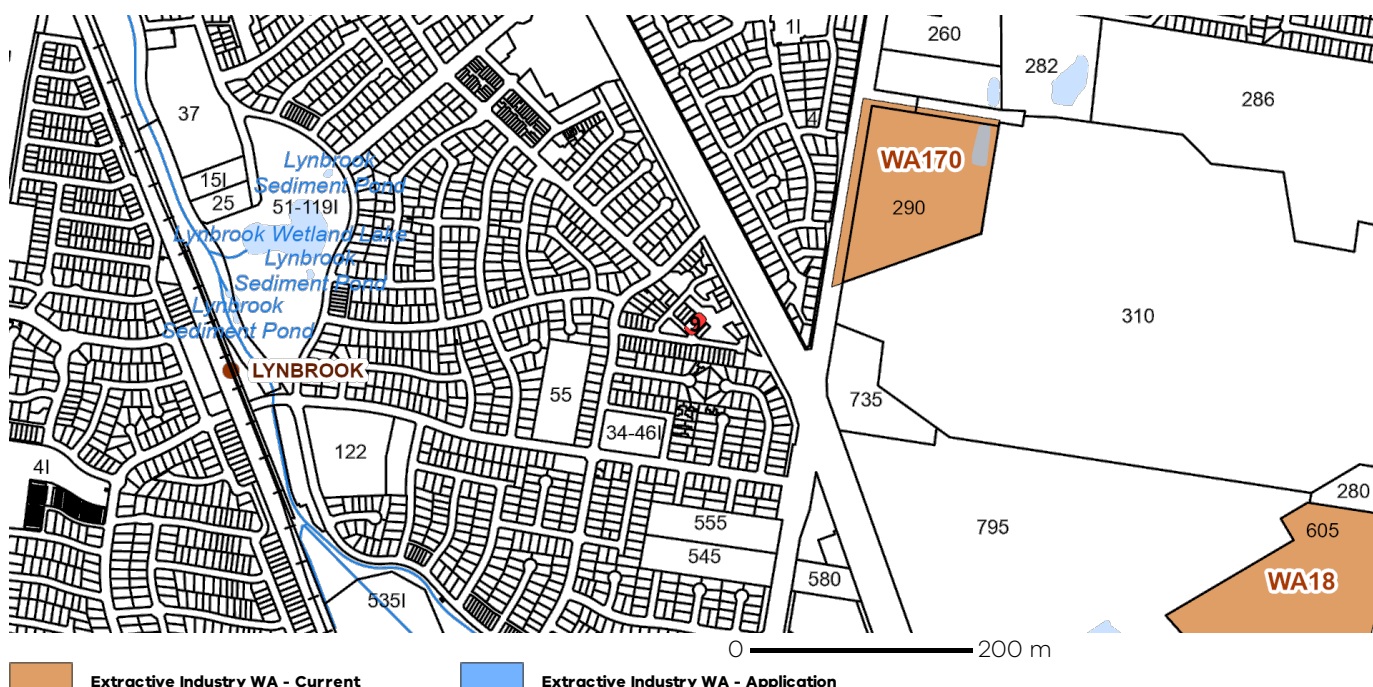 1I
260
282
286
37
4
WA170
Lynbrook
Sediment Pond
15I
25
51-119I
290
Lynbrook Wetland Lake
Lynbrook
Sediment Pond
Lynbrook
Sediment Pond
310
9
LYNBROOK
55
735
34-46I
122
4I
280
555
795
605
545
580
WA18
535I
0 200 m
Extractive Industry WA - Current
Extractive Industry WA - Application